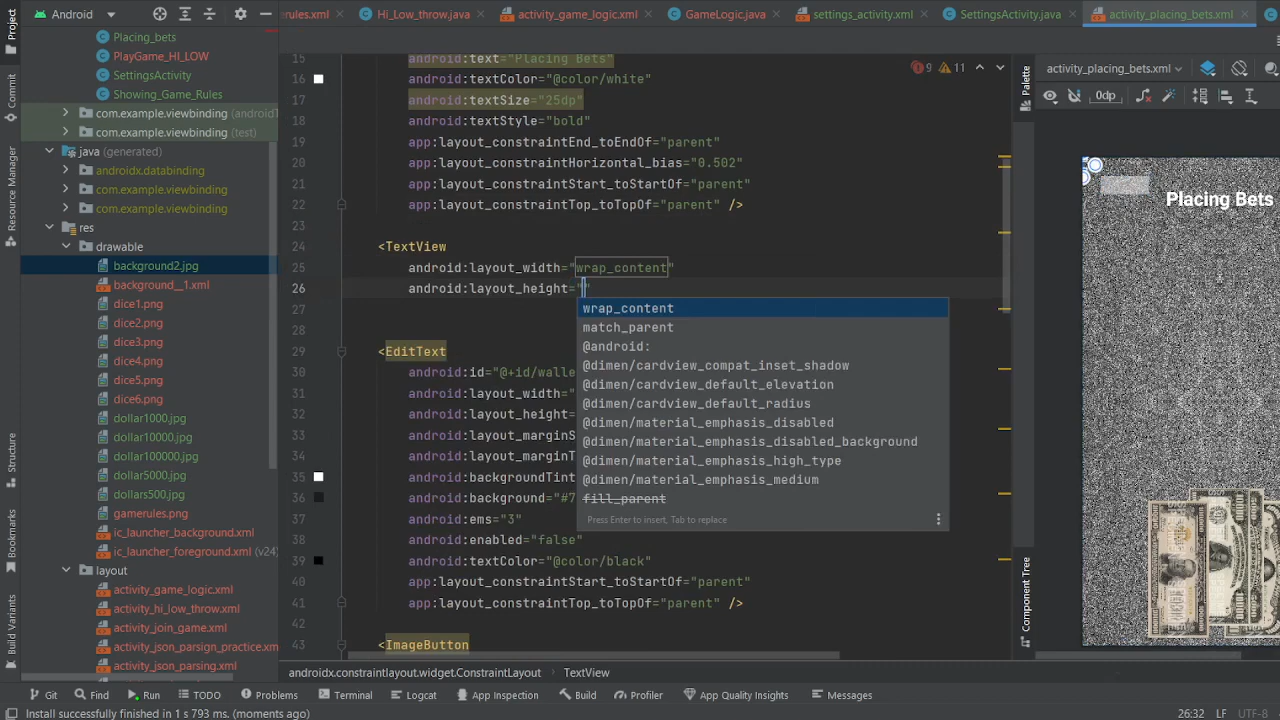 Android
rules.xml
Hi_Low_throw.java
activity_game_logic.xml
GameLogic.java
settings_activity.xml
SettingsActivity.java
activity_placing_bets.xml
Project
Commit
Resource Manager
Structure
Bookmarks
Build Variants
Placing_bets
PlayGame_HI_LOW
SettingsActivity
Showing_Game_Rules
com.example.viewbinding (androidT
com.example.viewbinding (test)
java (generated)
androidx.databinding
com.example.viewbinding
com.example.viewbinding
res
drawable
background2.jpg
background__1.xml
dice1.png
dice2.png
dice3.png
dice4.png
dice5.png
dice6.png
dollar1000.jpg
dollar10000.jpg
dollar100000.jpg
dollar5000.jpg
dollars500.jpg
gamerules.png
ic_launcher_background.xml
ic_launcher_foreground.xml (v24)
layout
activity_game_logic.xml
activity_hi_low_throw.xml
activity_join_game.xml
activity_json_parsign_practice.xm
activity_json_parsing.xml
15 android:text="Placing Bets"
16 android:textColor="@color/white"
17 android:textSize="25dp"
18 android:textStyle="bold"
19 app:layout_constraintEnd_toEndOf="parent"
20 app:layout_constraintHorizontal_bias="0.502"
21 app:layout_constraintStart_toStartOf="parent"
22 app:layout_constraintTop_toTopOf="parent" />
23
24 <TextView
25 android:layout_width="wrap_content"
26 android:layout_height=""
27
28
29 <EditText
30 android:id="@+id/walle
31 android:layout_width="
32 android:layout_height=
33 android:layout_marginS
34 android:layout_marginT
35 android:backgroundTint
36 android:background="#7
37 android:ems="3"
38 android:enabled="false"
39 android:textColor="@color/black"
40 app:layout_constraintStart_toStartOf="parent"
41 app:layout_constraintTop_toTopOf="parent" />
42
43 <ImageButton
wrap_content
match_parent
@android:
@dimen/cardview_compat_inset_shadow
@dimen/cardview_default_elevation
@dimen/cardview_default_radius
@dimen/material_emphasis_disabled
@dimen/material_emphasis_disabled_background
@dimen/material_emphasis_high_type
@dimen/material_emphasis_medium
fill_parent
Press Enter to insert, Tab to replace
9 11
Palette
Component Tree
activity_placing_bets.xml
0dp
Placing Bets
androidx.constraintlayout.widget.ConstraintLayout TextView
Git Find Run TODO Problems Terminal Logcat App Inspection Build Profiler App Quality Insights Messages
Install successfully finished in 1 s 793 ms. (moments ago)
26:32 LF UTF-8